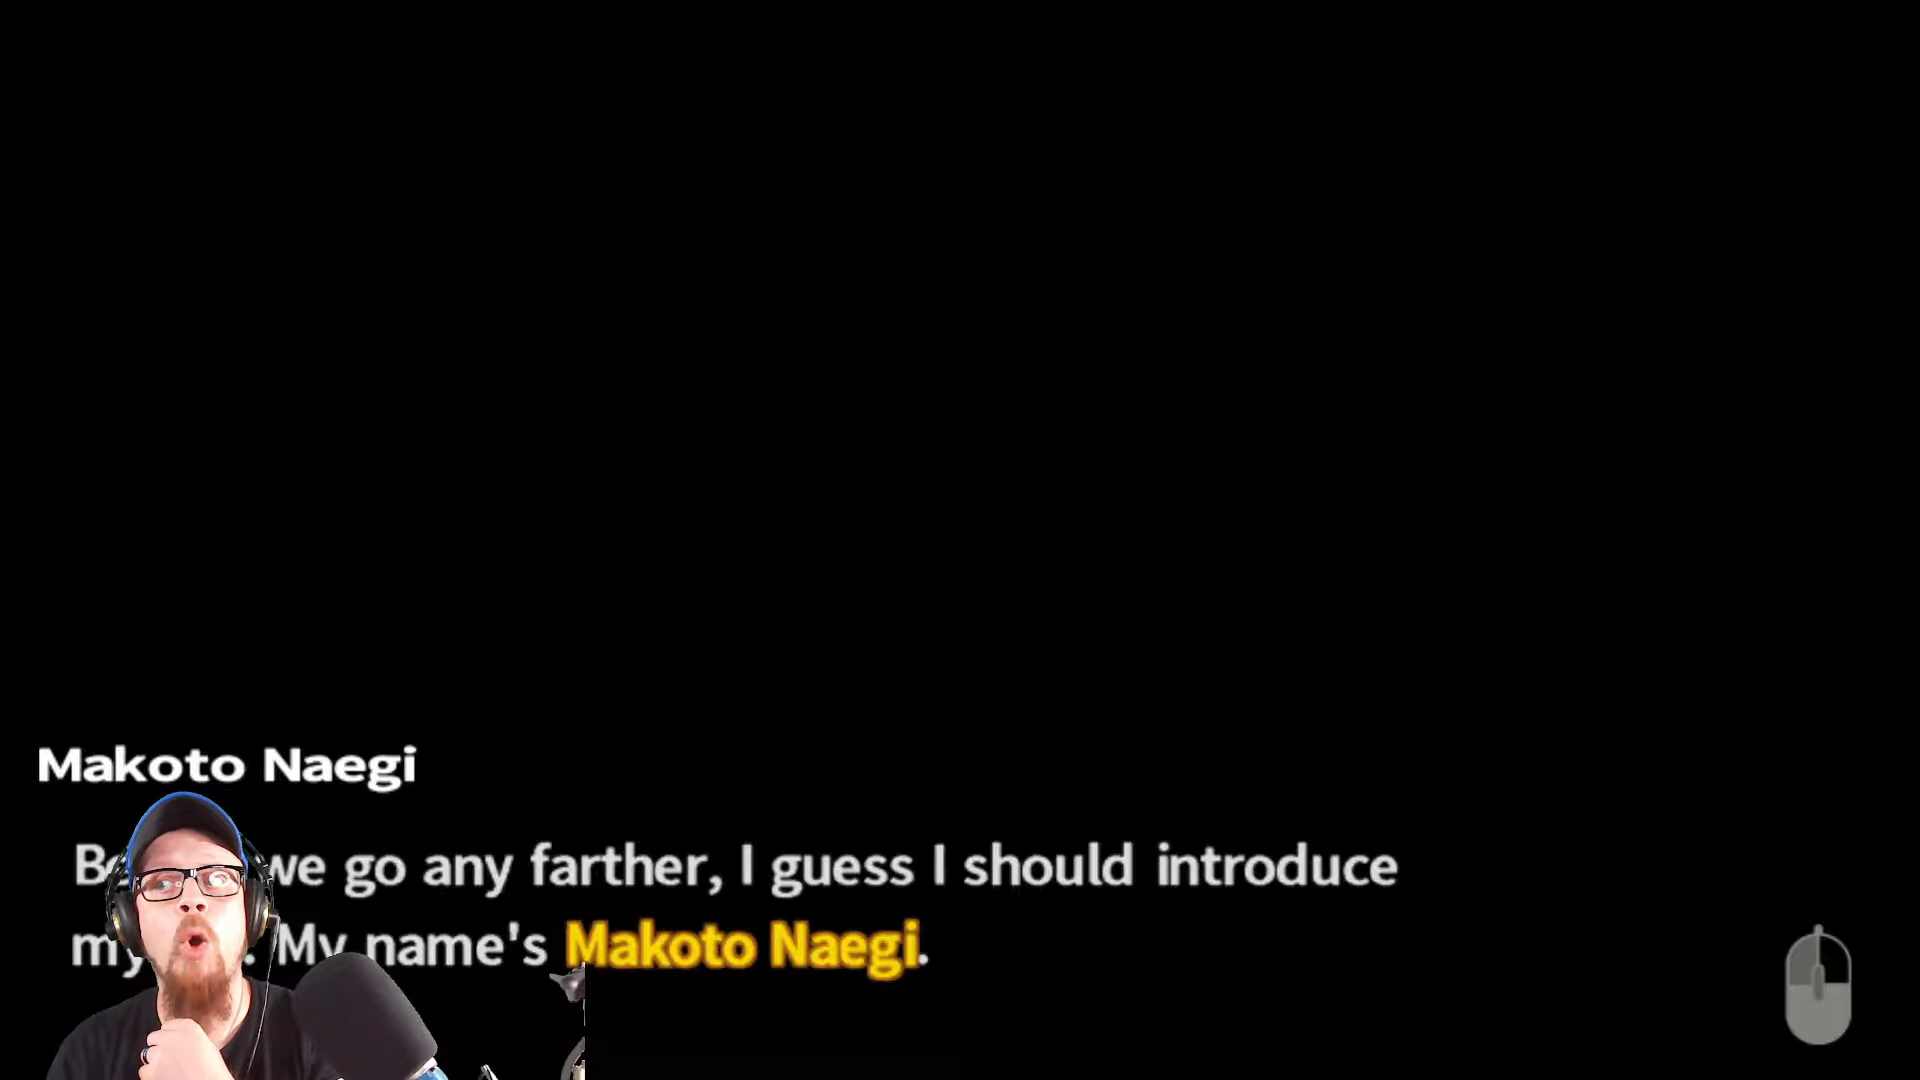 Makoto Naegi
we go any farther, I guess I should introduce
My name's Makoto Naegi.